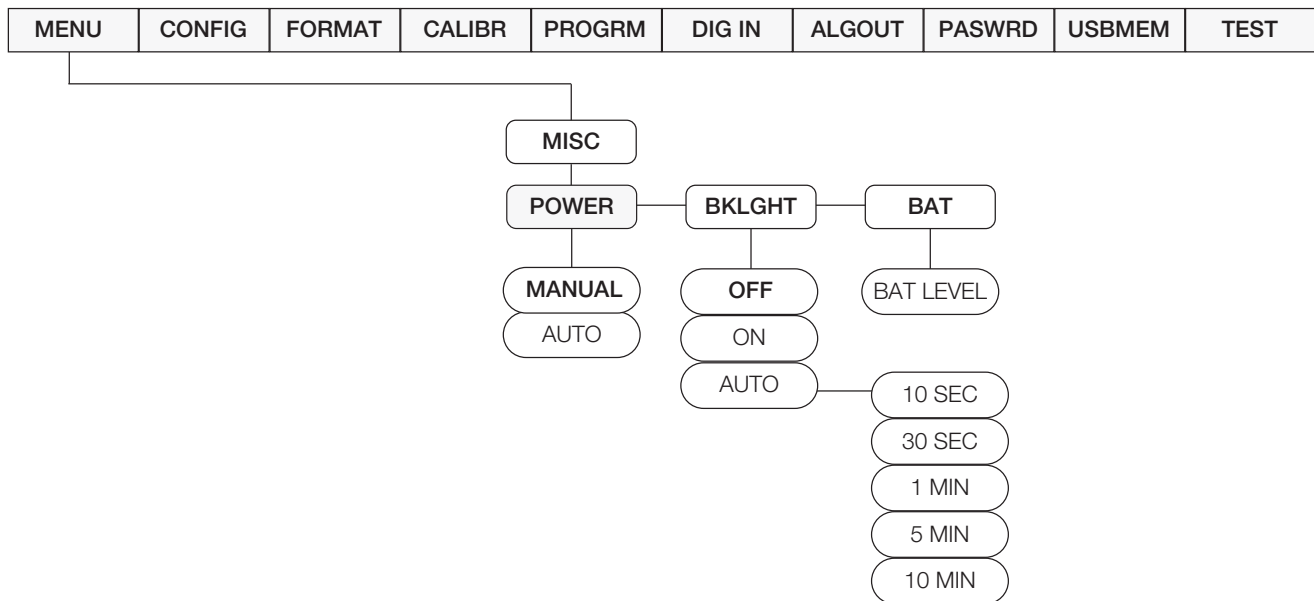 MENU CONFIG FORMAT CALIBR PROGRM DIG IN ALGOUT PASWRD USBMEM TEST
MISC
POWER BKLGHT BAT
MANUAL OFF BAT LEVEL
AUTO ON
AUTO 10 SEC
30 SEC
1 MIN
5 MIN
10 MIN